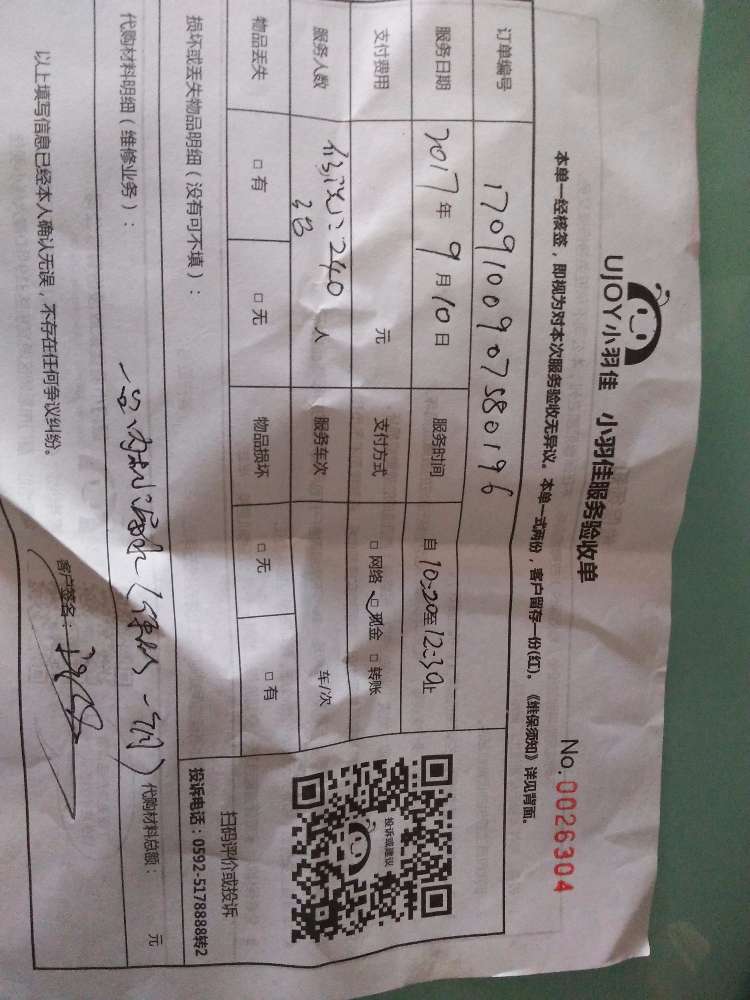 UJOY小羽佳 小羽佳服务验收单
No.0026304
本单一经核签，即视为对本次服务验收无异议。本单一式两份，客户留存一份(红)。《维保须知》详见背面。
订单编号 1709100907580196
服务日期 2017年9月10日 服务时间 自10:20至12:30止
支付费用 240 元 支付方式 □网络 □现金 □转账
服务人数 人 服务车次 车/次
物品丢失 □有 □无 物品损坏 □无 □有
投诉或建议
扫码评价或投诉
投诉电话：0592-5178888转2
损坏或丢失物品明细（没有可不填）：
代购材料明细（维修业务）： 代购材料总额： 元
以上填写信息已经本人确认无误，不存在任何争议纠纷。
客户签名：